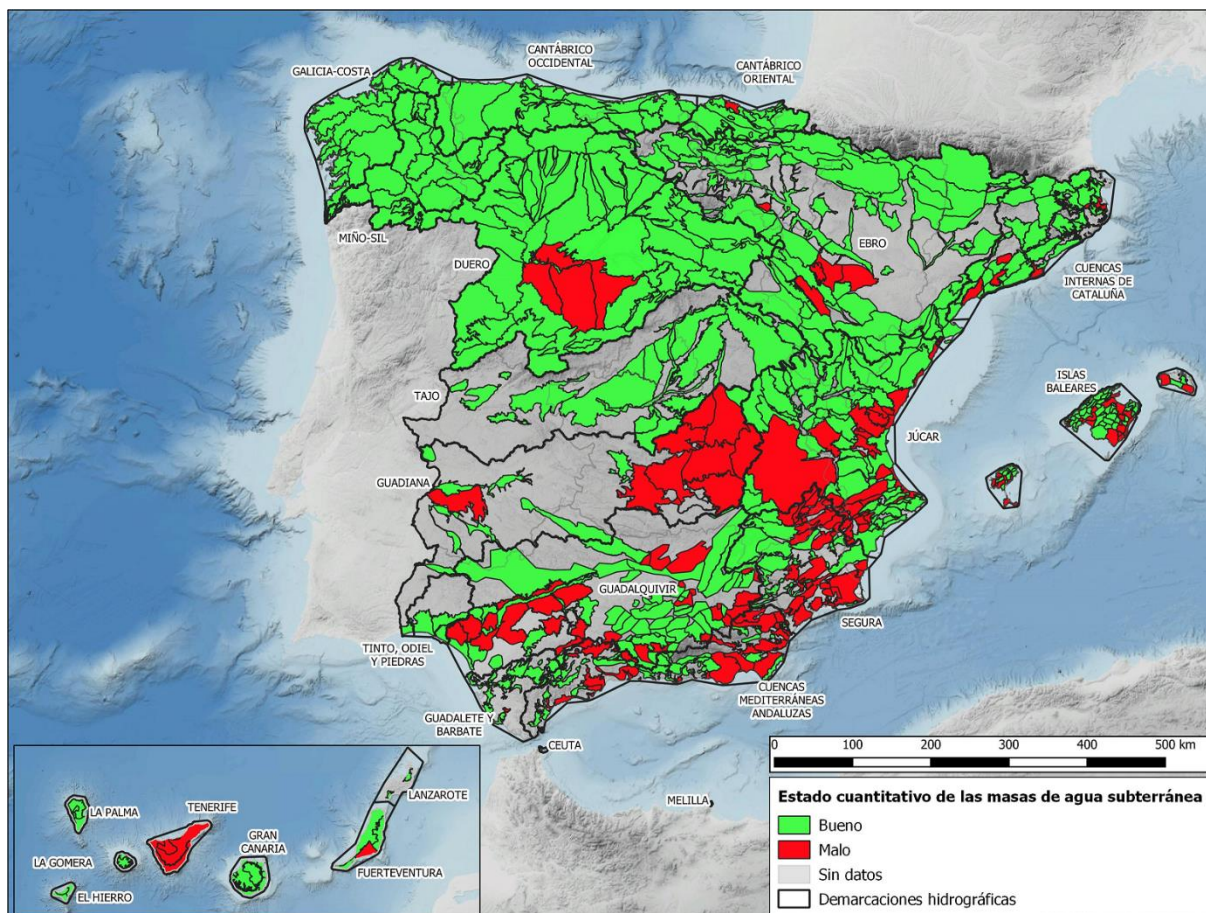 CANTÁBRICO
OCCIDENTAL
CANTÁBRICO
ORIENTAL
GALICIA-COSTA
MIÑO-SIL
DUERO
EBRO
CUENCAS
INTERNAS DE
CATALUÑA
TAJO
ISLAS
BALEARES
JÚCAR
GUADIANA
GUADALQUIVIR
SEGURA
TINTO, ODIEL
Y PIEDRAS
CUENCAS
MEDITERRÁNEAS
ANDALUZAS
GUADALETE Y
BARBATE
CEUTA
MELILLA
LA PALMA
TENERIFE
LANZAROTE
GRAN
CANARIA
LA GOMERA
FUERTEVENTURA
EL HIERRO
0 100 200 300 400 500 km
Estado cuantitativo de las masas de agua subterránea
Bueno
Malo
Sin datos
Demarcaciones hidrográficas